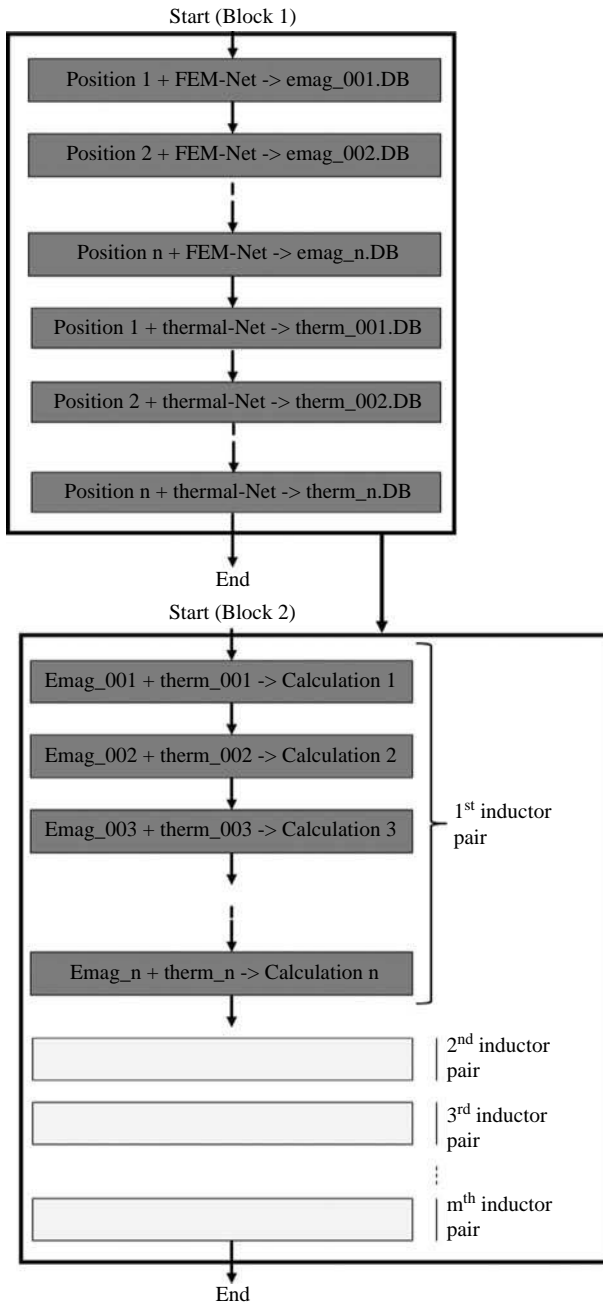 Start (Block 1)
Position 1 + FEM-Net -> emag_001.DB
Position 2 + FEM-Net -> emag_002.DB
Position n + FEM-Net -> emag_n.DB
Position 1 + thermal-Net -> therm_001.DB
Position 2 + thermal-Net -> therm_002.DB
Position n + thermal-Net -> therm_n.DB
End
Start (Block 2)
Emag_001 + therm_001 -> Calculation 1
Emag_002 + therm_002 -> Calculation 2
Emag_003 + therm_003 -> Calculation 3
1st inductor
pair
Emag_n + therm_n -> Calculation n
2nd inductor
pair
3rd inductor
pair
mth inductor
pair
End